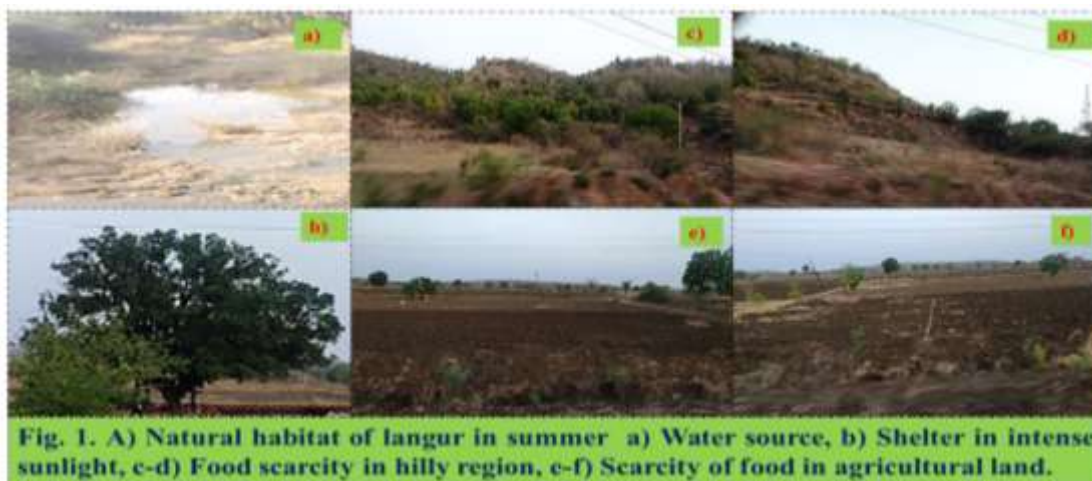 a)
c)
d)
b)
e)
f)
Fig. 1. A) Natural habitat of langur in summer a) Water source, b) Shelter in intense
sunlight, c-d) Food scarcity in hilly region, e-f) Scarcity of food in agricultural land.